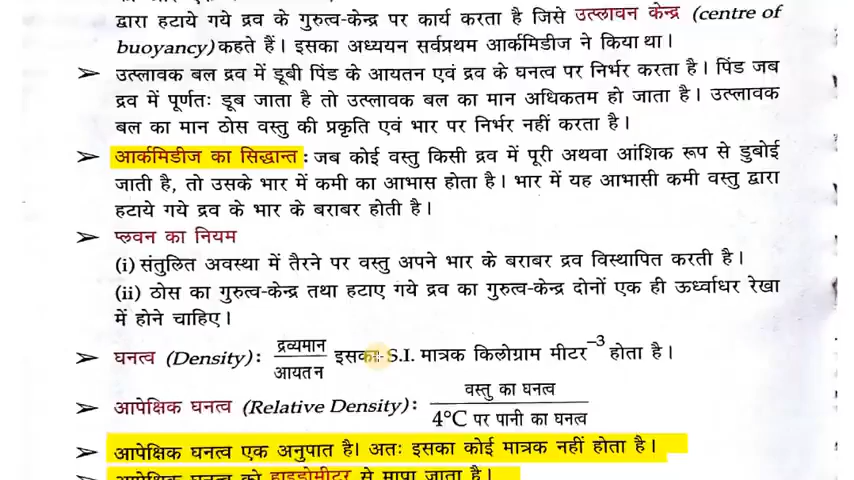 द्वारा हटाये गये द्रव के गुरुत्व-केन्द्र पर कार्य करता है जिसे उत्प्लावन केन्द्र (centre of
buoyancy) कहते हैं। इसका अध्ययन सर्वप्रथम आर्कमिडीज ने किया था।
➢ उत्प्लावक बल द्रव में डूबी पिंड के आयतन एवं द्रव के घनत्व पर निर्भर करता है। पिंड जब
द्रव में पूर्णतः डूब जाता है तो उत्प्लावक बल का मान अधिकतम हो जाता है। उत्प्लावक
बल का मान ठोस वस्तु की प्रकृति एवं भार पर निर्भर नहीं करता है।
➢ आर्कमिडीज का सिद्धान्त : जब कोई वस्तु किसी द्रव में पूरी अथवा आंशिक रूप से डुबोई
जाती है, तो उसके भार में कमी का आभास होता है। भार में यह आभासी कमी वस्तु द्वारा
हटाये गये द्रव के भार के बराबर होती है।
➢ प्लवन का नियम
(i) संतुलित अवस्था में तैरने पर वस्तु अपने भार के बराबर द्रव विस्थापित करती है।
(ii) ठोस का गुरुत्व-केन्द्र तथा हटाए गये द्रव का गुरुत्व-केन्द्र दोनों एक ही ऊर्ध्वाधर रेखा
में होने चाहिए।
➢ घनत्व (Density) : द्रव्यमान / आयतन इसका S.I. मात्रक किलोग्राम मीटर⁻³ होता है।
➢ आपेक्षिक घनत्व (Relative Density) : वस्तु का घनत्व / 4°C पर पानी का घनत्व
➢ आपेक्षिक घनत्व एक अनुपात है। अतः इसका कोई मात्रक नहीं होता है।
➢ आपेक्षिक घनत्व को हाइड्रोमीटर से मापा जाता है।